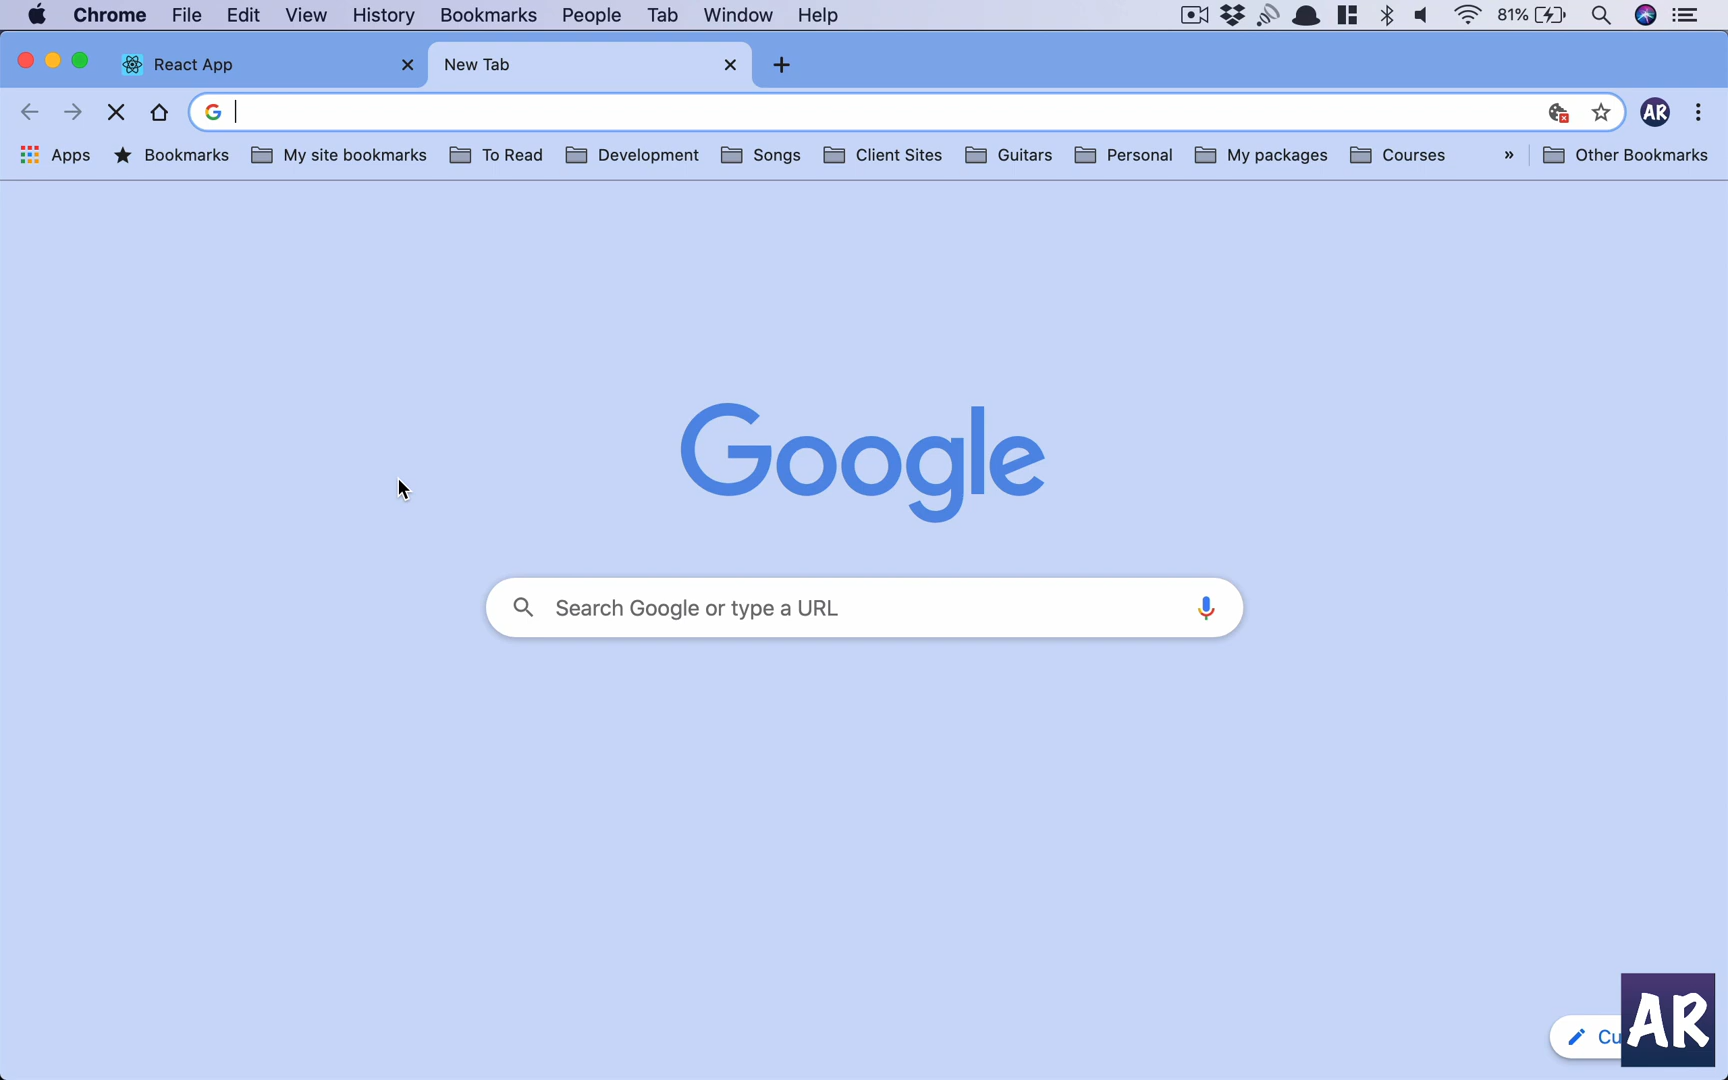 Chrome File Edit View History Bookmarks People Tab Window Help 81%
React App New Tab
AR
Apps Bookmarks My site bookmarks To Read Development Songs Client Sites Guitars Personal My packages Courses » Other Bookmarks
Google
Search Google or type a URL
Cu
AR